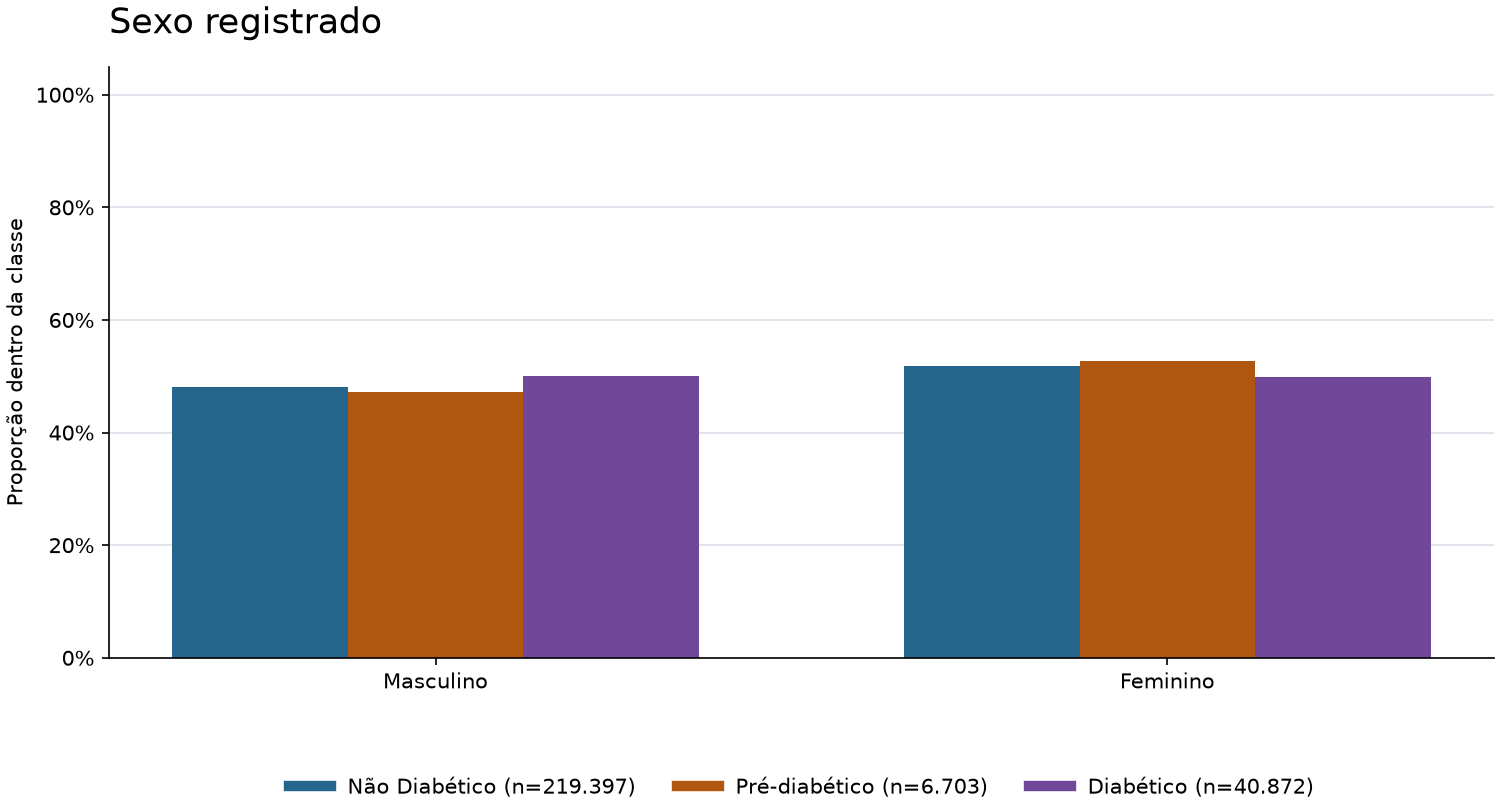 Sexo registrado
Proporção dentro da classe
100%
80%
60%
40%
20%
0%
Masculino
Feminino
Não Diabético (n=219.397)
Pré-diabético (n=6.703)
Diabético (n=40.872)